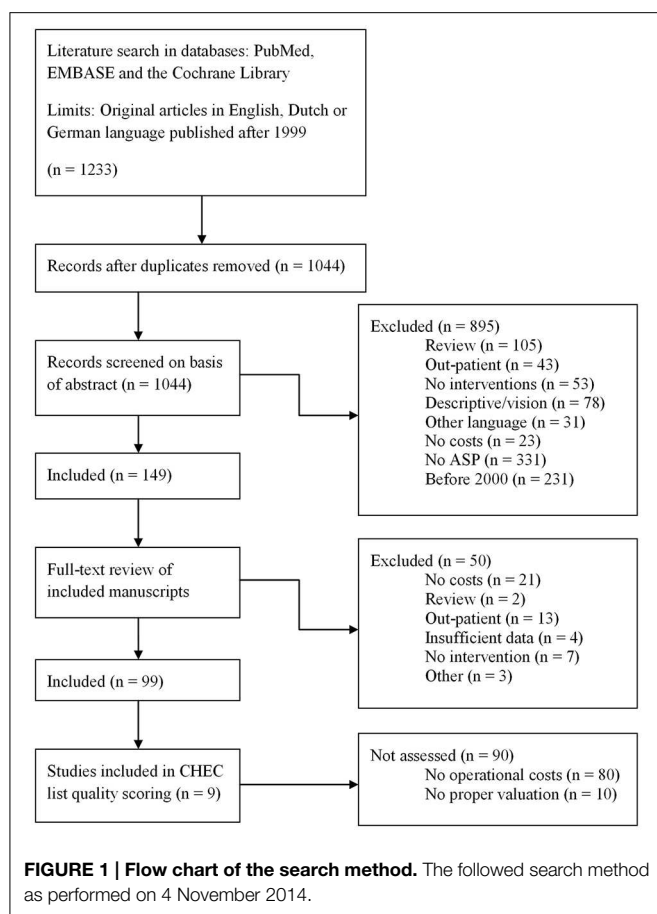 Literature search in databases: PubMed,
EMBASE and the Cochrane Library
Limits: Original articles in English, Dutch or
German language published after 1999
(n = 1233)
Records after duplicates removed (n = 1044)
Records screened on basis
of abstract (n = 1044)
Excluded (n = 895)
Review (n = 105)
Out-patient (n = 43)
No interventions (n = 53)
Descriptive/vision (n = 78)
Other language (n = 31)
No costs (n = 23)
No ASP (n = 331)
Before 2000 (n = 231)
Included (n = 149)
Full-text review of
included manuscripts
Excluded (n = 50)
No costs (n = 21)
Review (n = 2)
Out-patient (n = 13)
Insufficient data (n = 4)
No intervention (n = 7)
Other (n = 3)
Included (n = 99)
Studies included in CHEC
list quality scoring (n = 9)
Not assessed (n = 90)
No operational costs (n = 80)
No proper valuation (n = 10)
FIGURE 1 | Flow chart of the search method. The followed search method
as performed on 4 November 2014.